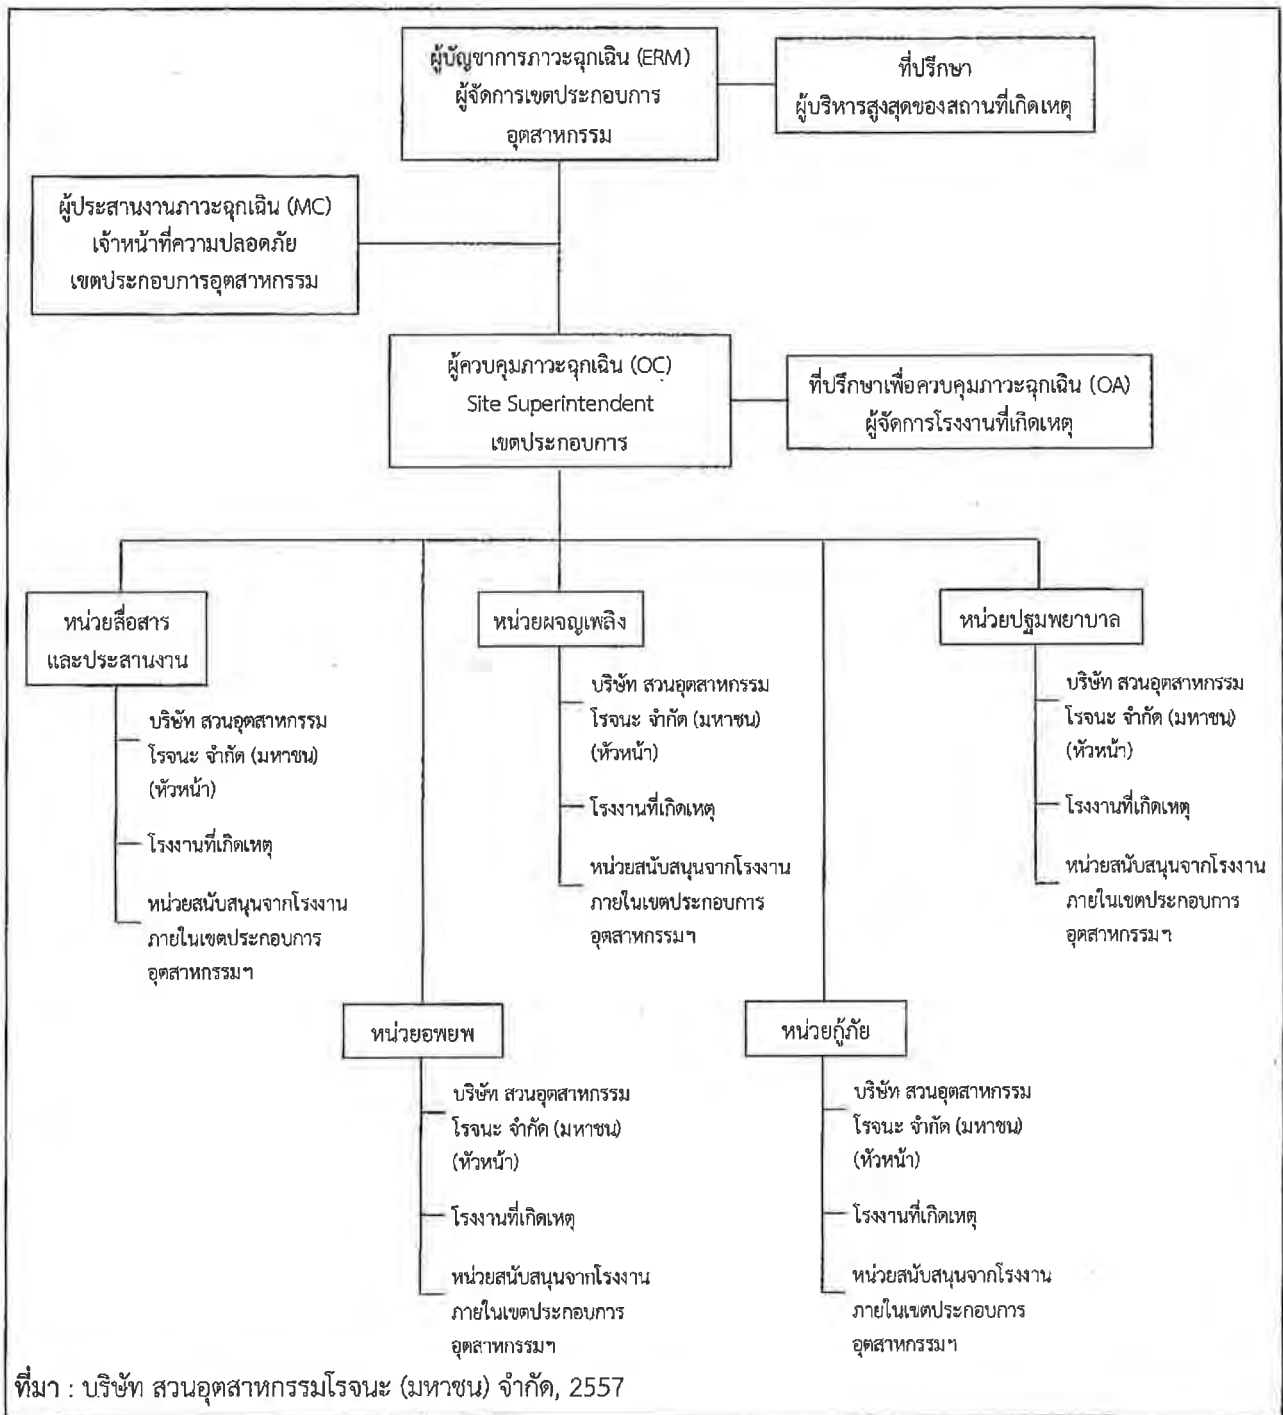 ผู้บัญชาการภาวะฉุกเฉิน (ERM)
ผู้จัดการเขตประกอบการ
อุตสาหกรรม
ที่ปรึกษา
ผู้บริหารสูงสุดของสถานที่เกิดเหตุ
ผู้ประสานงานภาวะฉุกเฉิน (MC)
เจ้าหน้าที่ความปลอดภัย
เขตประกอบการอุตสาหกรรม
ผู้ควบคุมภาวะฉุกเฉิน (OC)
Site Superintendent
เขตประกอบการ
ที่ปรึกษาเพื่อควบคุมภาวะฉุกเฉิน (OA)
ผู้จัดการโรงงานที่เกิดเหตุ
หน่วยสื่อสาร
และประสานงาน
บริษัท สวนอุตสาหกรรม
โรจนะ จำกัด (มหาชน)
(หัวหน้า)
โรงงานที่เกิดเหตุ
หน่วยสนับสนุนจากโรงงาน
ภายในเขตประกอบการ
อุตสาหกรรมฯ
หน่วยผจญเพลิง
บริษัท สวนอุตสาหกรรม
โรจนะ จำกัด (มหาชน)
(หัวหน้า)
โรงงานที่เกิดเหตุ
หน่วยสนับสนุนจากโรงงาน
ภายในเขตประกอบการ
อุตสาหกรรมฯ
หน่วยปฐมพยาบาล
บริษัท สวนอุตสาหกรรม
โรจนะ จำกัด (มหาชน)
(หัวหน้า)
โรงงานที่เกิดเหตุ
หน่วยสนับสนุนจากโรงงาน
ภายในเขตประกอบการ
อุตสาหกรรมฯ
หน่วยอพยพ
บริษัท สวนอุตสาหกรรม
โรจนะ จำกัด (มหาชน)
(หัวหน้า)
โรงงานที่เกิดเหตุ
หน่วยสนับสนุนจากโรงงาน
ภายในเขตประกอบการ
อุตสาหกรรมฯ
หน่วยกู้ภัย
บริษัท สวนอุตสาหกรรม
โรจนะ จำกัด (มหาชน)
(หัวหน้า)
โรงงานที่เกิดเหตุ
หน่วยสนับสนุนจากโรงงาน
ภายในเขตประกอบการ
อุตสาหกรรมฯ
ที่มา : บริษัท สวนอุตสาหกรรมโรจนะ (มหาชน) จำกัด, 2557